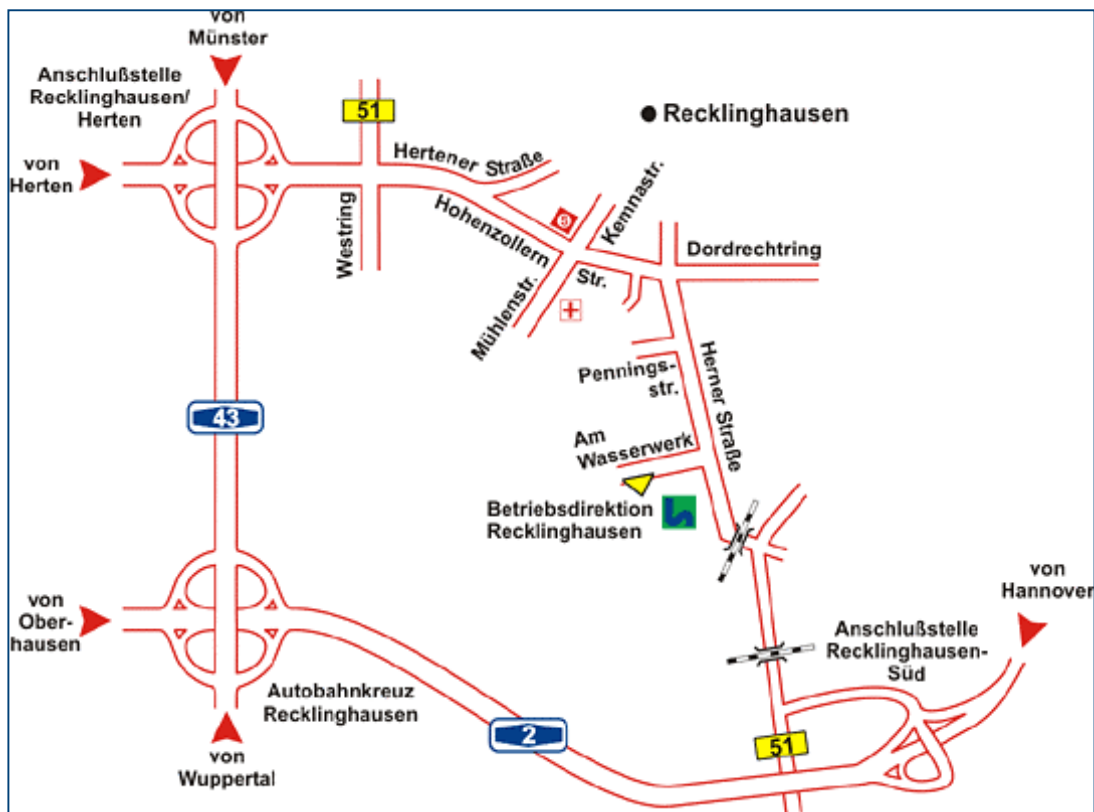 von
Münster
Anschlußstelle
Recklinghausen/
Herten
51
Recklinghausen
von
Herten
Hertener Straße
Kemnastr.
Westring
Hohenzollern
Str.
S
Dordrechtring
Mühlenstr.
Pennings-
str.
Herner Straße
43
Am
Wasserwerk
Betriebsdirektion
Recklinghausen
von
Hannover
von
Ober-
hausen
Anschlußstelle
Recklinghausen-
Süd
Autobahnkreuz
Recklinghausen
2
51
von
Wuppertal